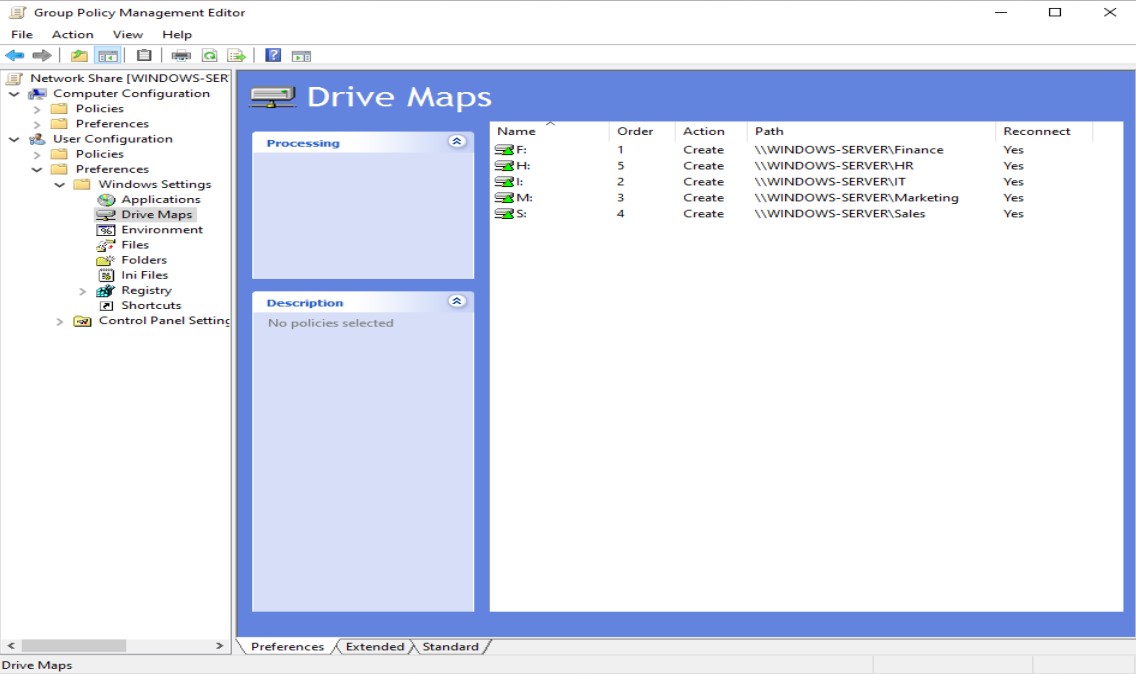 Group Policy Management Editor
File Action View Help
Network Share [WINDOWS-SER
Computer Configuration
Policies
Preferences
User Configuration
Policies
Preferences
Windows Settings
Applications
Drive Maps
Environment
Files
Folders
Ini Files
Registry
Shortcuts
Control Panel Setting
Drive Maps
Processing
Description
No policies selected
Name Order Action Path Reconnect
F: 1 Create \\WINDOWS-SERVER\Finance Yes
H: 5 Create \\WINDOWS-SERVER\HR Yes
I: 2 Create \\WINDOWS-SERVER\IT Yes
M: 3 Create \\WINDOWS-SERVER\Marketing Yes
S: 4 Create \\WINDOWS-SERVER\Sales Yes
Preferences Extended Standard
Drive Maps